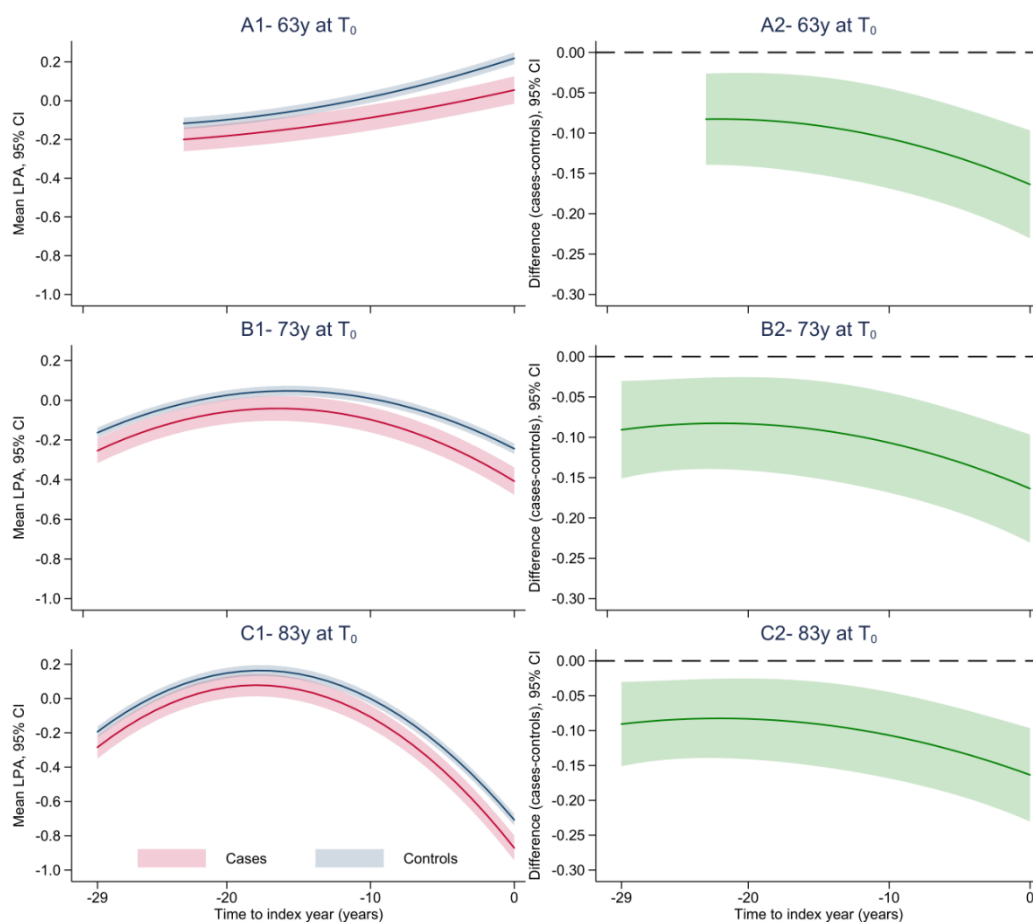 A1- 63y at T₀
Mean LPA, 95% CI
0.2
0.0
-0.2
-0.4
-0.6
-0.8
-1.0
A2- 63y at T₀
Difference (cases-controls), 95% CI
0.00
-0.05
-0.10
-0.15
-0.20
-0.25
-0.30
B1- 73y at T₀
Mean LPA, 95% CI
0.2
0.0
-0.2
-0.4
-0.6
-0.8
-1.0
B2- 73y at T₀
Difference (cases-controls), 95% CI
0.00
-0.05
-0.10
-0.15
-0.20
-0.25
-0.30
C1- 83y at T₀
Mean LPA, 95% CI
0.2
0.0
-0.2
-0.4
-0.6
-0.8
-1.0
Cases Controls
-29 -20 -10 0
Time to index year (years)
C2- 83y at T₀
Difference (cases-controls), 95% CI
0.00
-0.05
-0.10
-0.15
-0.20
-0.25
-0.30
-29 -20 -10 0
Time to index year (years)